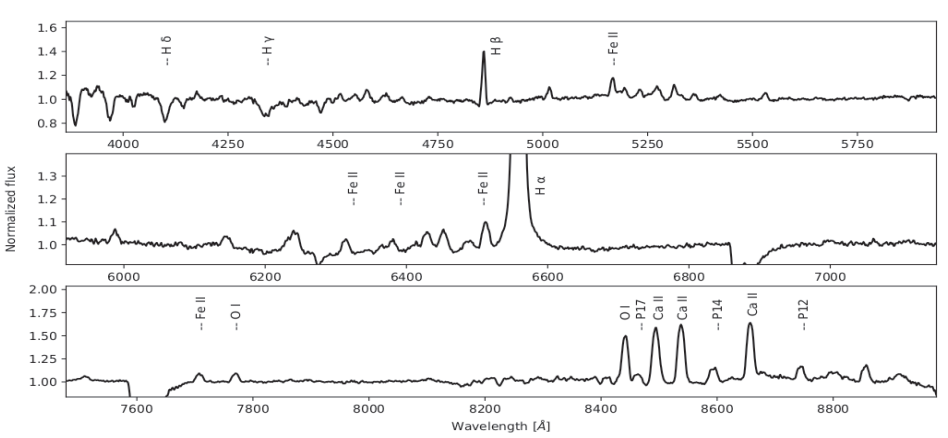 1.6
1.4
1.2
1.0
0.8
-- H δ
-- H γ
H β
-- Fe II
4000 4250 4500 4750 5000 5250 5500 5750
Normalized flux
1.3
1.2
1.1
1.0
-- Fe II
-- Fe II
-- Fe II
H α
6000 6200 6400 6600 6800 7000
2.00
1.75
1.50
1.25
1.00
-- Fe II
-- O I
O I
-- P17
Ca II
Ca II
-- P14
Ca II
-- P12
7600 7800 8000 8200 8400 8600 8800
Wavelength [Å]